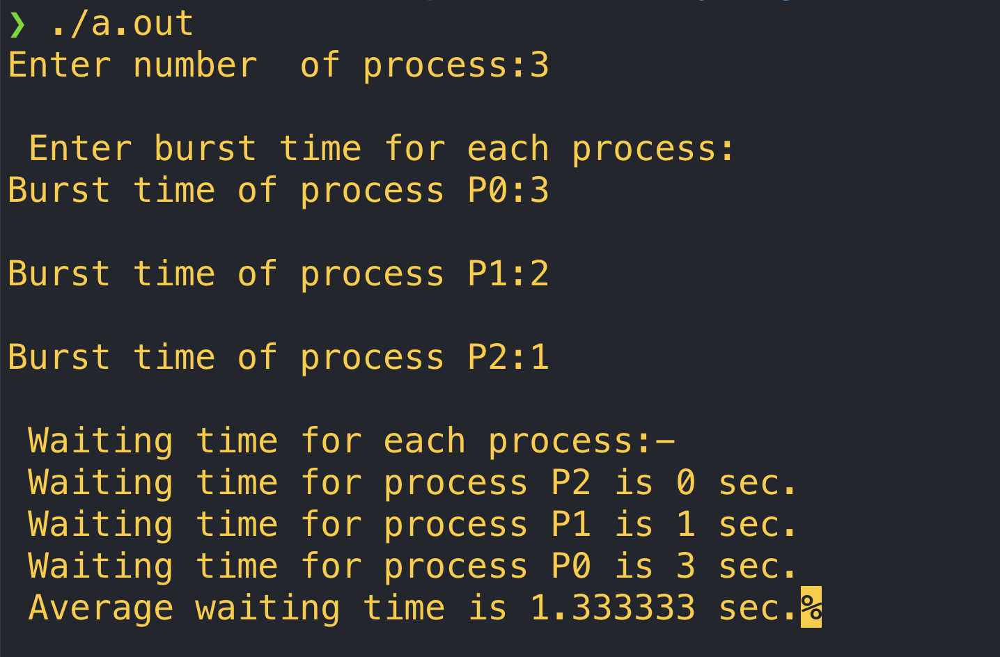 ❯ ./a.out
Enter number  of process:3
 Enter burst time for each process:
Burst time of process P0:3
Burst time of process P1:2
Burst time of process P2:1
 Waiting time for each process:-
 Waiting time for process P2 is 0 sec.
 Waiting time for process P1 is 1 sec.
 Waiting time for process P0 is 3 sec.
 Average waiting time is 1.333333 sec.%